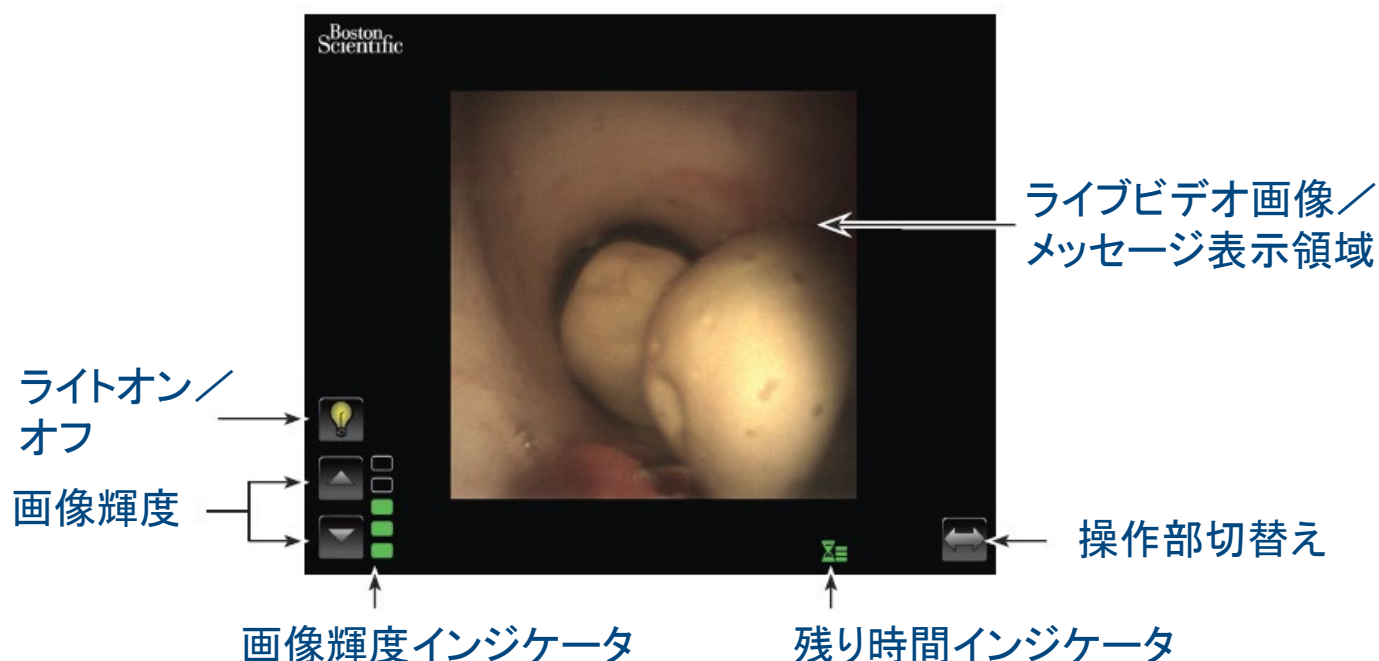 Boston
Scientific
ライブビデオ画像／
メッセージ表示領域
ライトオン／
オフ
画像輝度
操作部切替え
画像輝度インジケータ
残り時間インジケータ